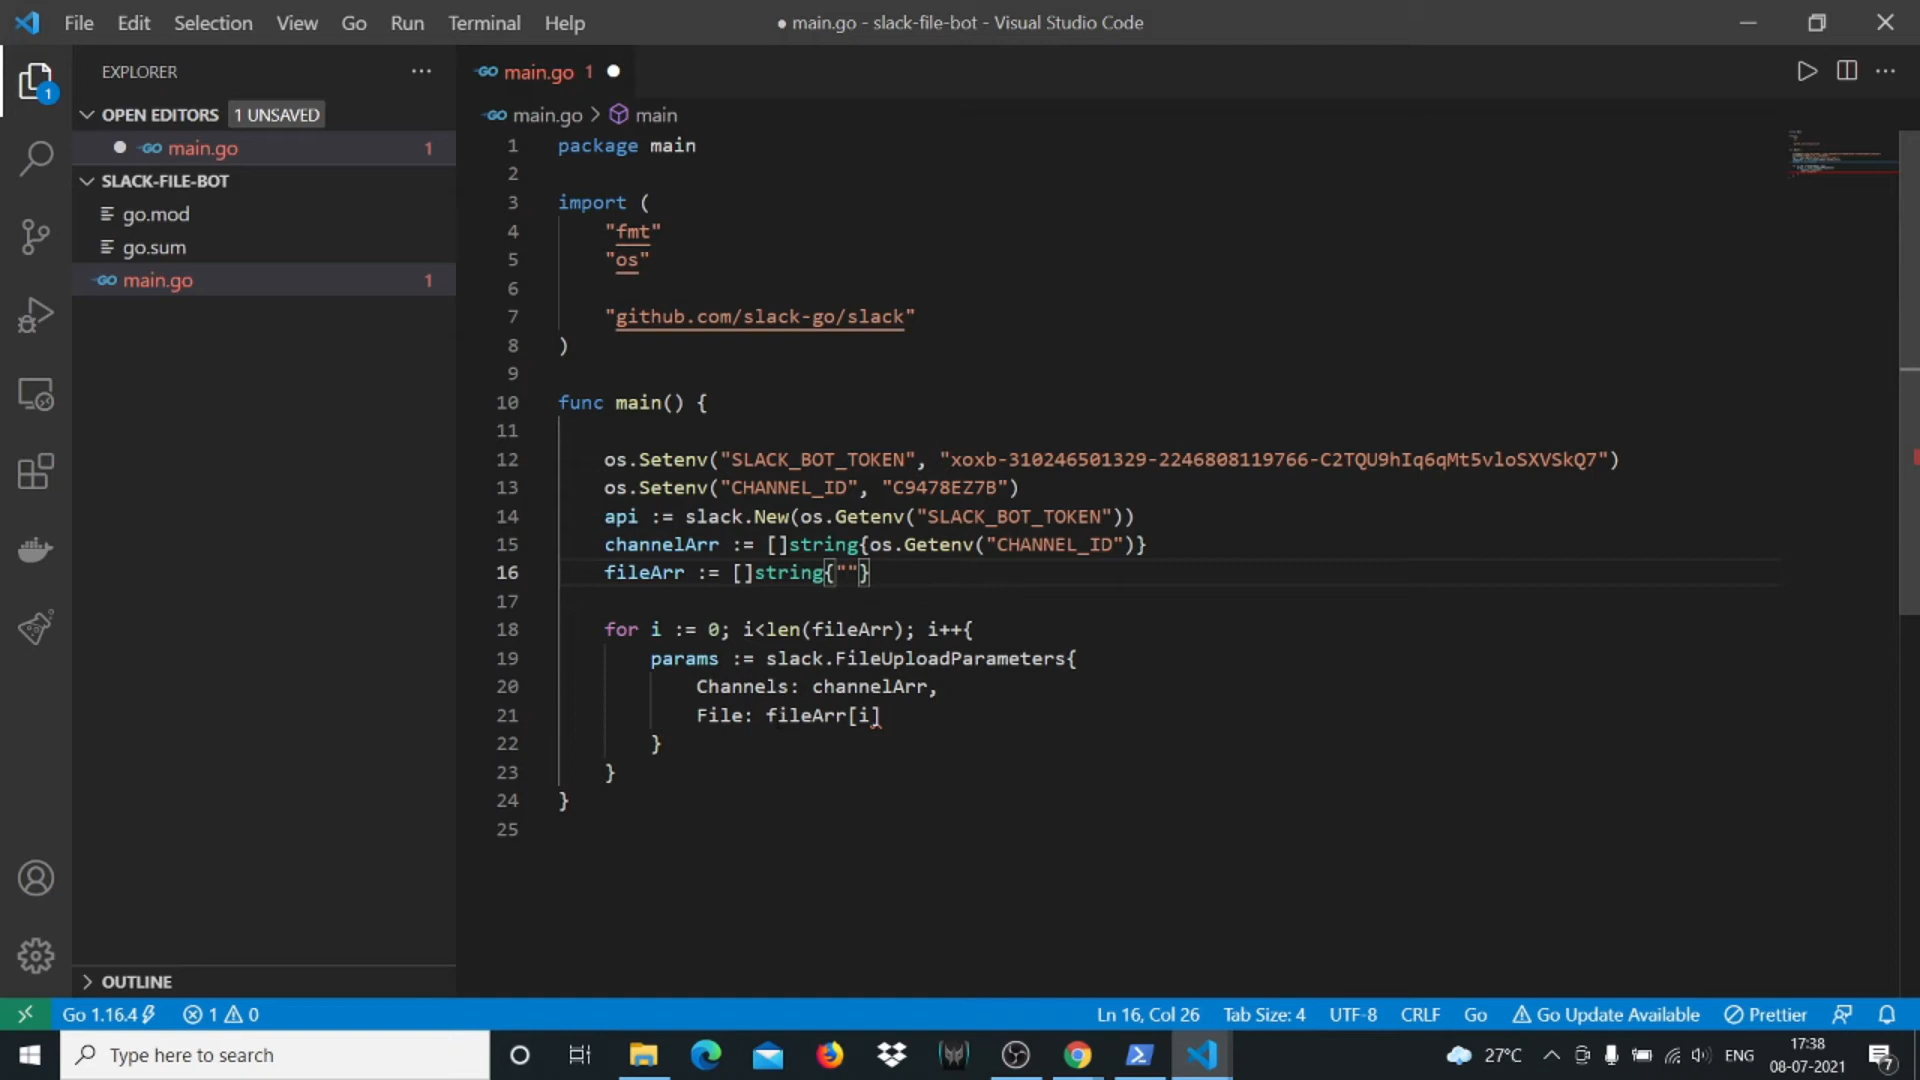 File Edit Selection View Go Run Terminal Help
● main.go - slack-file-bot - Visual Studio Code
EXPLORER
OPEN EDITORS 1 UNSAVED
main.go 1
SLACK-FILE-BOT
go.mod
go.sum
main.go 1
OUTLINE
main.go 1
main.go > main
1 package main
2
3 import (
4 "fmt"
5 "os"
6
7 "github.com/slack-go/slack"
8 )
9
10 func main() {
11
12 os.Setenv("SLACK_BOT_TOKEN", "xoxb-310246501329-2246808119766-C2TQU9hIq6qMt5vloSXVSkQ7")
13 os.Setenv("CHANNEL_ID", "C9478EZ7B")
14 api := slack.New(os.Getenv("SLACK_BOT_TOKEN"))
15 channelArr := []string{os.Getenv("CHANNEL_ID")}
16 fileArr := []string{""}
17
18 for i := 0; i<len(fileArr); i++{
19 params := slack.FileUploadParameters{
20 Channels: channelArr,
21 File: fileArr[i]
22 }
23 }
24 }
25
Go 1.16.4 1 0 Ln 16, Col 26 Tab Size: 4 UTF-8 CRLF Go Go Update Available Prettier
Type here to search
27°C ENG 17:38
08-07-2021
7